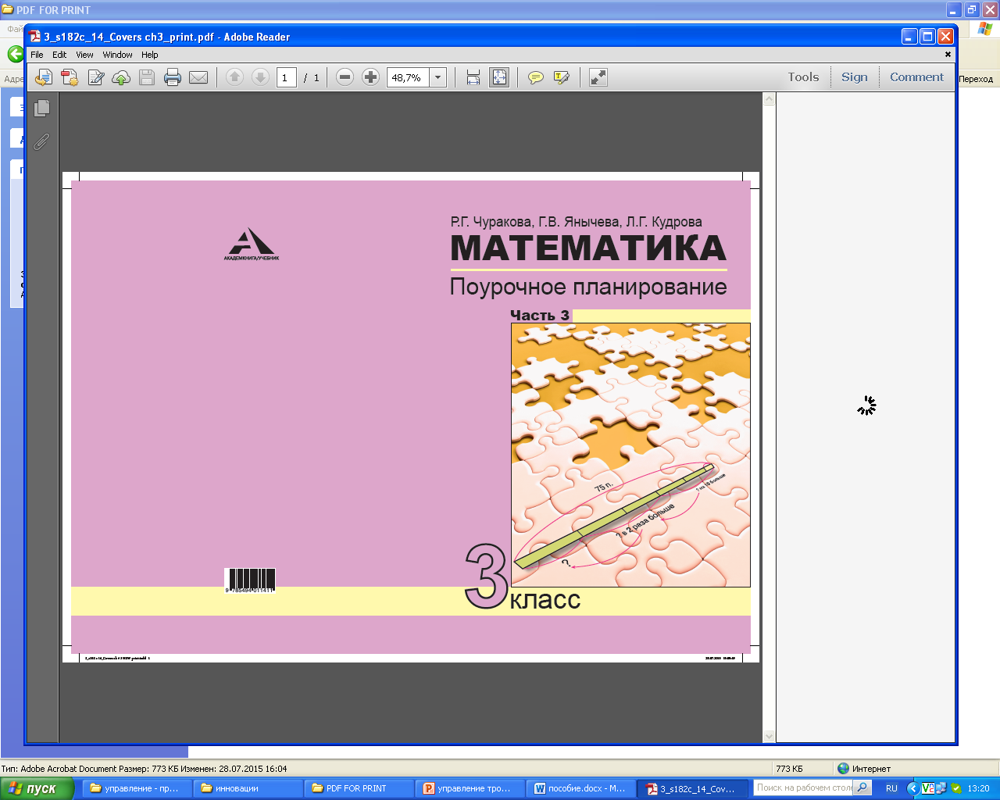 PDF FOR PRINT
Фай
3_s182c_14_Covers ch3_print.pdf - Adobe Reader
File Edit View Window Help
1 / 1 48,7% Tools Sign Comment
Адре
Переход
Р.Г. Чуракова, Г.В. Янычева, Л.Г. Кудрова
МАТЕМАТИКА
АКАДЕМКНИГА/УЧЕБНИК
Поурочное планирование
Часть 3
75 п.
? на 10 больше
? в 2 раза больше
?
3 класс
9 785494 011411
Тип: Adobe Acrobat Document Размер: 773 КБ Изменен: 28.07.2015 16:04 773 КБ Интернет
пуск управление - пр... инновации PDF FOR PRINT управление тро... пособие.docx - M... 3_s182c_14_Cov... Поиск на рабочем столе RU 13:20